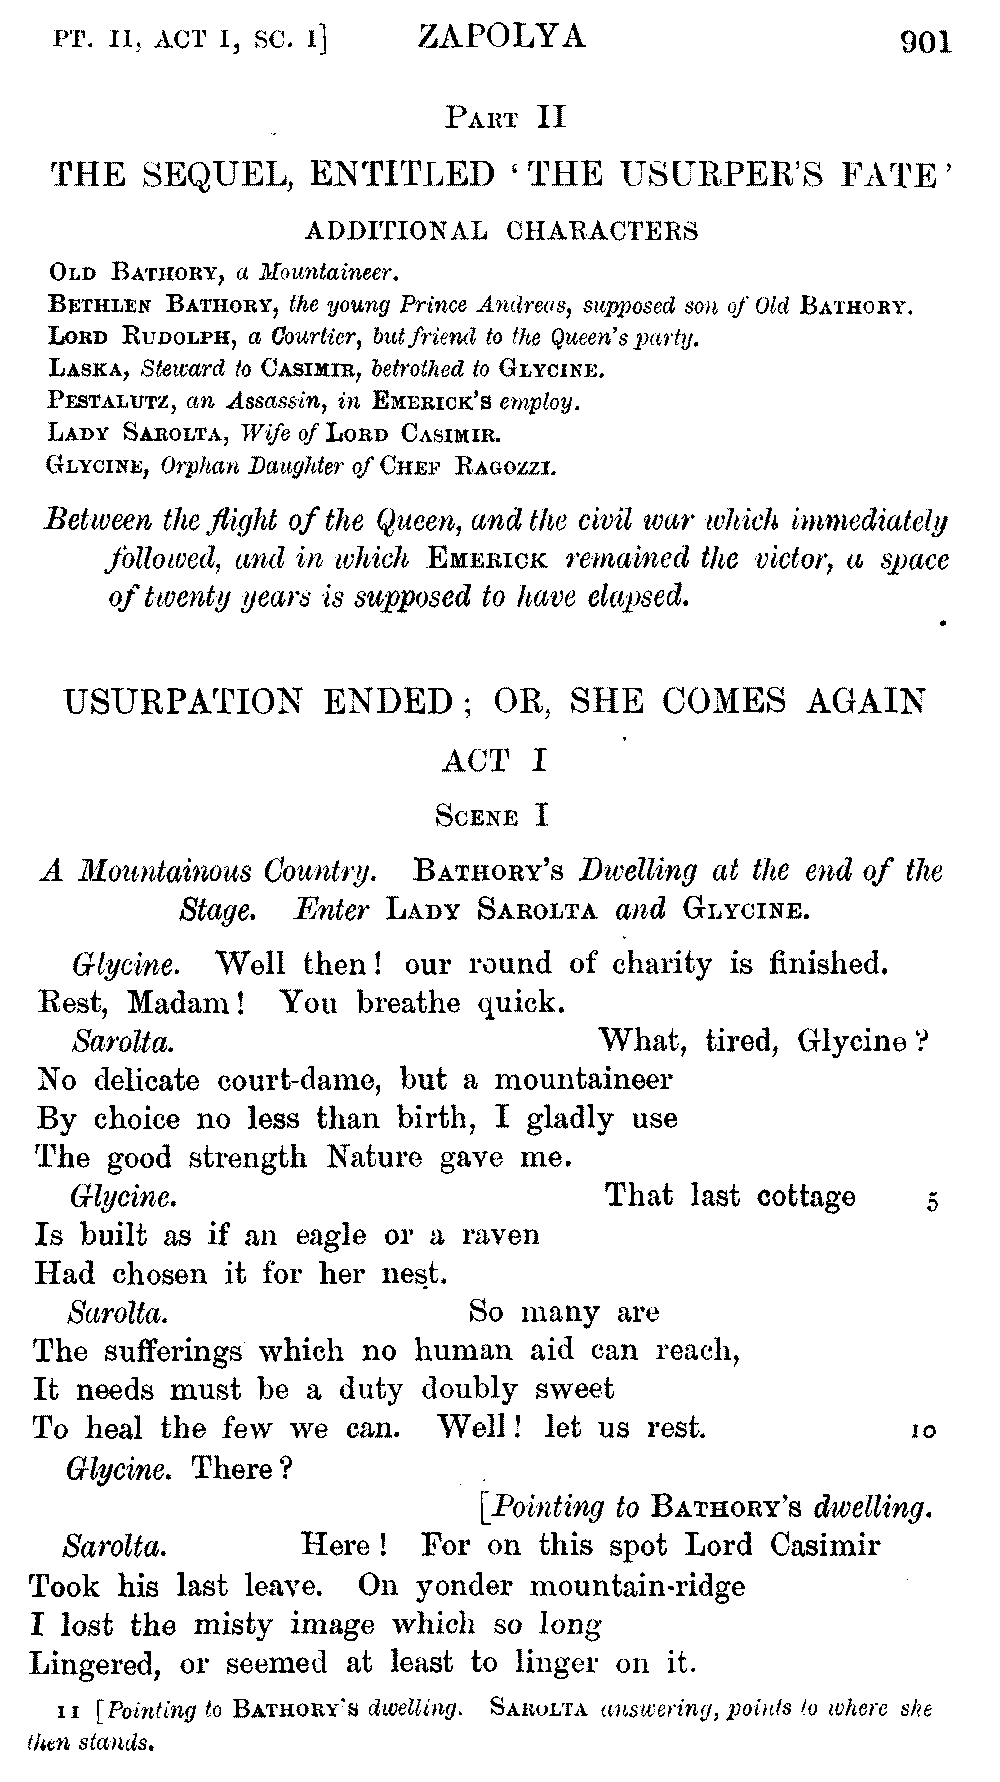 PT. II, ACT I, SC. I] ZAPOLYA 901
PART II
THE SEQUEL, ENTITLED ‘THE USURPER'S FATE’
ADDITIONAL CHARACTERS
OLD BATHORY, a Mountaineer.
BETHLEN BATHORY, the young Prince Andreas, supposed son of Old BATHORY.
LORD RUDOLPH, a Courtier, but friend to the Queen's party.
LASKA, Steward to CASIMIR, betrothed to GLYCINE.
PESTALUTZ, an Assassin, in EMERICK'S employ.
LADY SAROLTA, Wife of LORD CASIMIR.
GLYCINE, Orphan Daughter of CHEF RAGOZZI.
Between the flight of the Queen, and the civil war which immediately
followed, and in which EMERICK remained the victor, a space
of twenty years is supposed to have elapsed.
USURPATION ENDED; OR, SHE COMES AGAIN
ACT I
SCENE I
A Mountainous Country. BATHORY'S Dwelling at the end of the
Stage. Enter LADY SAROLTA and GLYCINE.
Glycine. Well then! our round of charity is finished.
Rest, Madam! You breathe quick.
Sarolta. What, tired, Glycine?
No delicate court-dame, but a mountaineer
By choice no less than birth, I gladly use
The good strength Nature gave me.
Glycine. That last cottage 5
Is built as if an eagle or a raven
Had chosen it for her nest.
Sarolta. So many are
The sufferings which no human aid can reach,
It needs must be a duty doubly sweet
To heal the few we can. Well! let us rest. 10
Glycine. There?
[Pointing to BATHORY'S dwelling.
Sarolta. Here! For on this spot Lord Casimir
Took his last leave. On yonder mountain-ridge
I lost the misty image which so long
Lingered, or seemed at least to linger on it.
11 [Pointing to BATHORY'S dwelling. SAROLTA answering, points to where she
then stands.